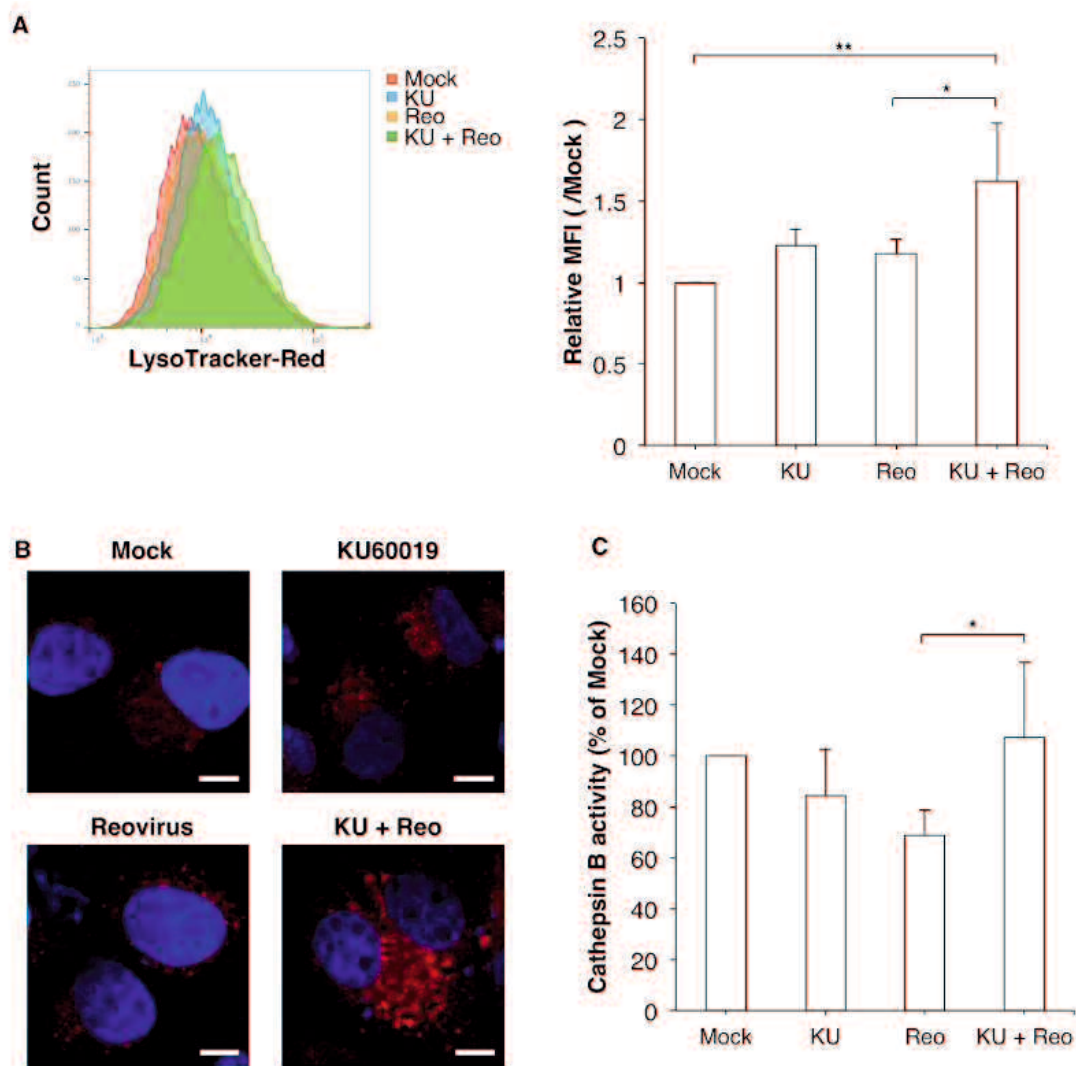 A
Mock
KU
Reo
KU + Reo
Count
LysoTracker-Red
Relative MFI ( /Mock )
2.5
2
1.5
1
0.5
0
**
*
Mock
KU
Reo
KU + Reo
B
Mock
KU60019
Reovirus
KU + Reo
C
Cathepsin B activity (% of Mock)
160
140
120
100
80
60
40
20
0
*
Mock
KU
Reo
KU + Reo